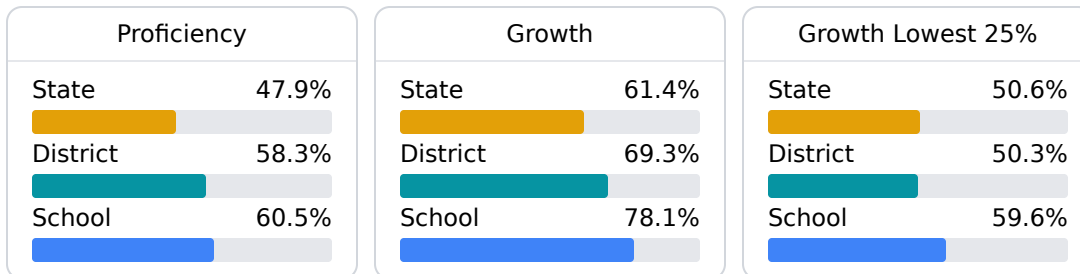 Proficiency
State 47.9%
District 58.3%
School 60.5%
Growth
State 61.4%
District 69.3%
School 78.1%
Growth Lowest 25%
State 50.6%
District 50.3%
School 59.6%